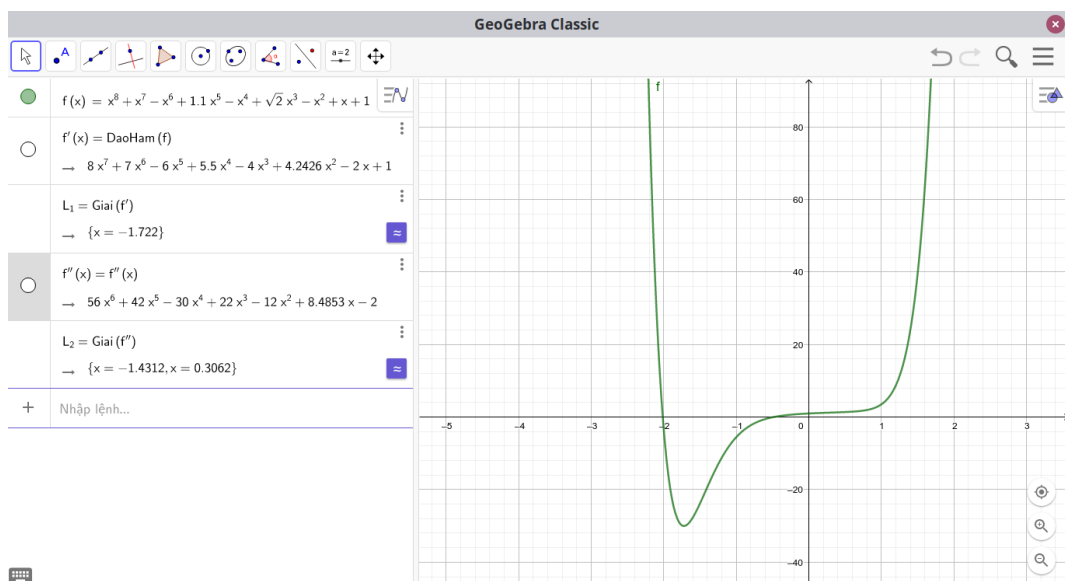 GeoGebra Classic
A
a=2
f(x) = x⁸ + x⁷ − x⁶ + 1.1 x⁵ − x⁴ + √2 x³ − x² + x + 1
f′(x) = DaoHam(f)
→ 8 x⁷ + 7 x⁶ − 6 x⁵ + 5.5 x⁴ − 4 x³ + 4.2426 x² − 2 x + 1
L₁ = Giai(f′)
→ {x = −1.722}
≈
f′′(x) = f′′(x)
→ 56 x⁶ + 42 x⁵ − 30 x⁴ + 22 x³ − 12 x² + 8.4853 x − 2
L₂ = Giai(f′′)
→ {x = −1.4312, x = 0.3062}
≈
+ Nhập lệnh...
f
80
60
40
20
−5 −4 −3 −2 −1 0 1 2 3
−20
−40